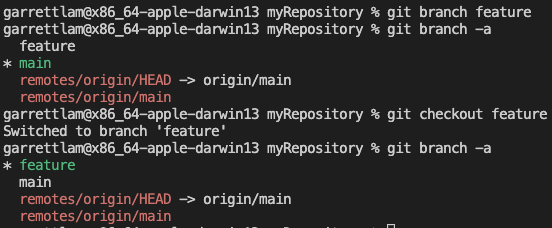 garrettlam@x86_64-apple-darwin13 myRepository % git branch feature
garrettlam@x86_64-apple-darwin13 myRepository % git branch -a
  feature
* main
  remotes/origin/HEAD -> origin/main
  remotes/origin/main
garrettlam@x86_64-apple-darwin13 myRepository % git checkout feature
Switched to branch 'feature'
garrettlam@x86_64-apple-darwin13 myRepository % git branch -a
* feature
  main
  remotes/origin/HEAD -> origin/main
  remotes/origin/main